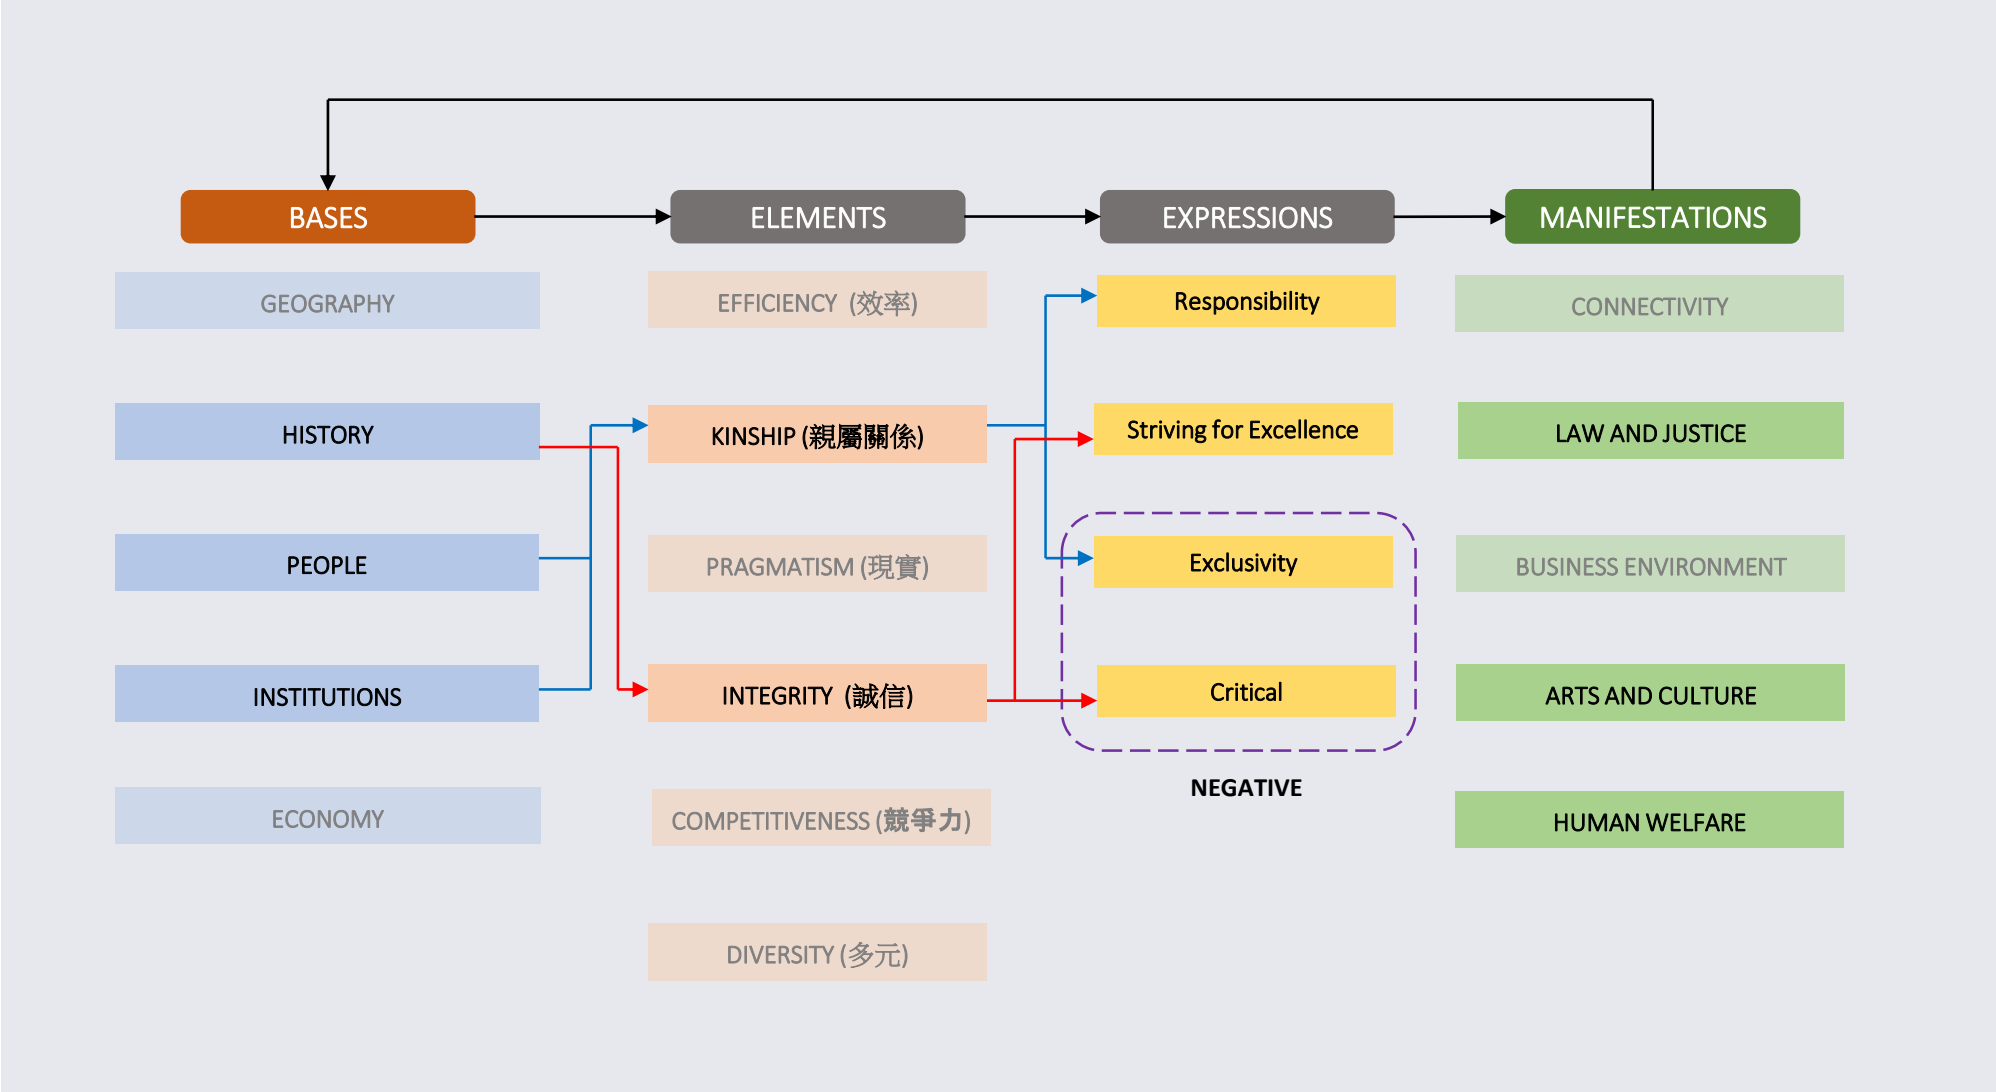 BASES
ELEMENTS
EXPRESSIONS
MANIFESTATIONS
GEOGRAPHY
EFFICIENCY (效率)
Responsibility
CONNECTIVITY
HISTORY
KINSHIP (親屬關係)
Striving for Excellence
LAW AND JUSTICE
PEOPLE
PRAGMATISM (現實)
Exclusivity
BUSINESS ENVIRONMENT
INSTITUTIONS
INTEGRITY (誠信)
Critical
ARTS AND CULTURE
NEGATIVE
ECONOMY
COMPETITIVENESS (競爭力)
HUMAN WELFARE
DIVERSITY (多元)